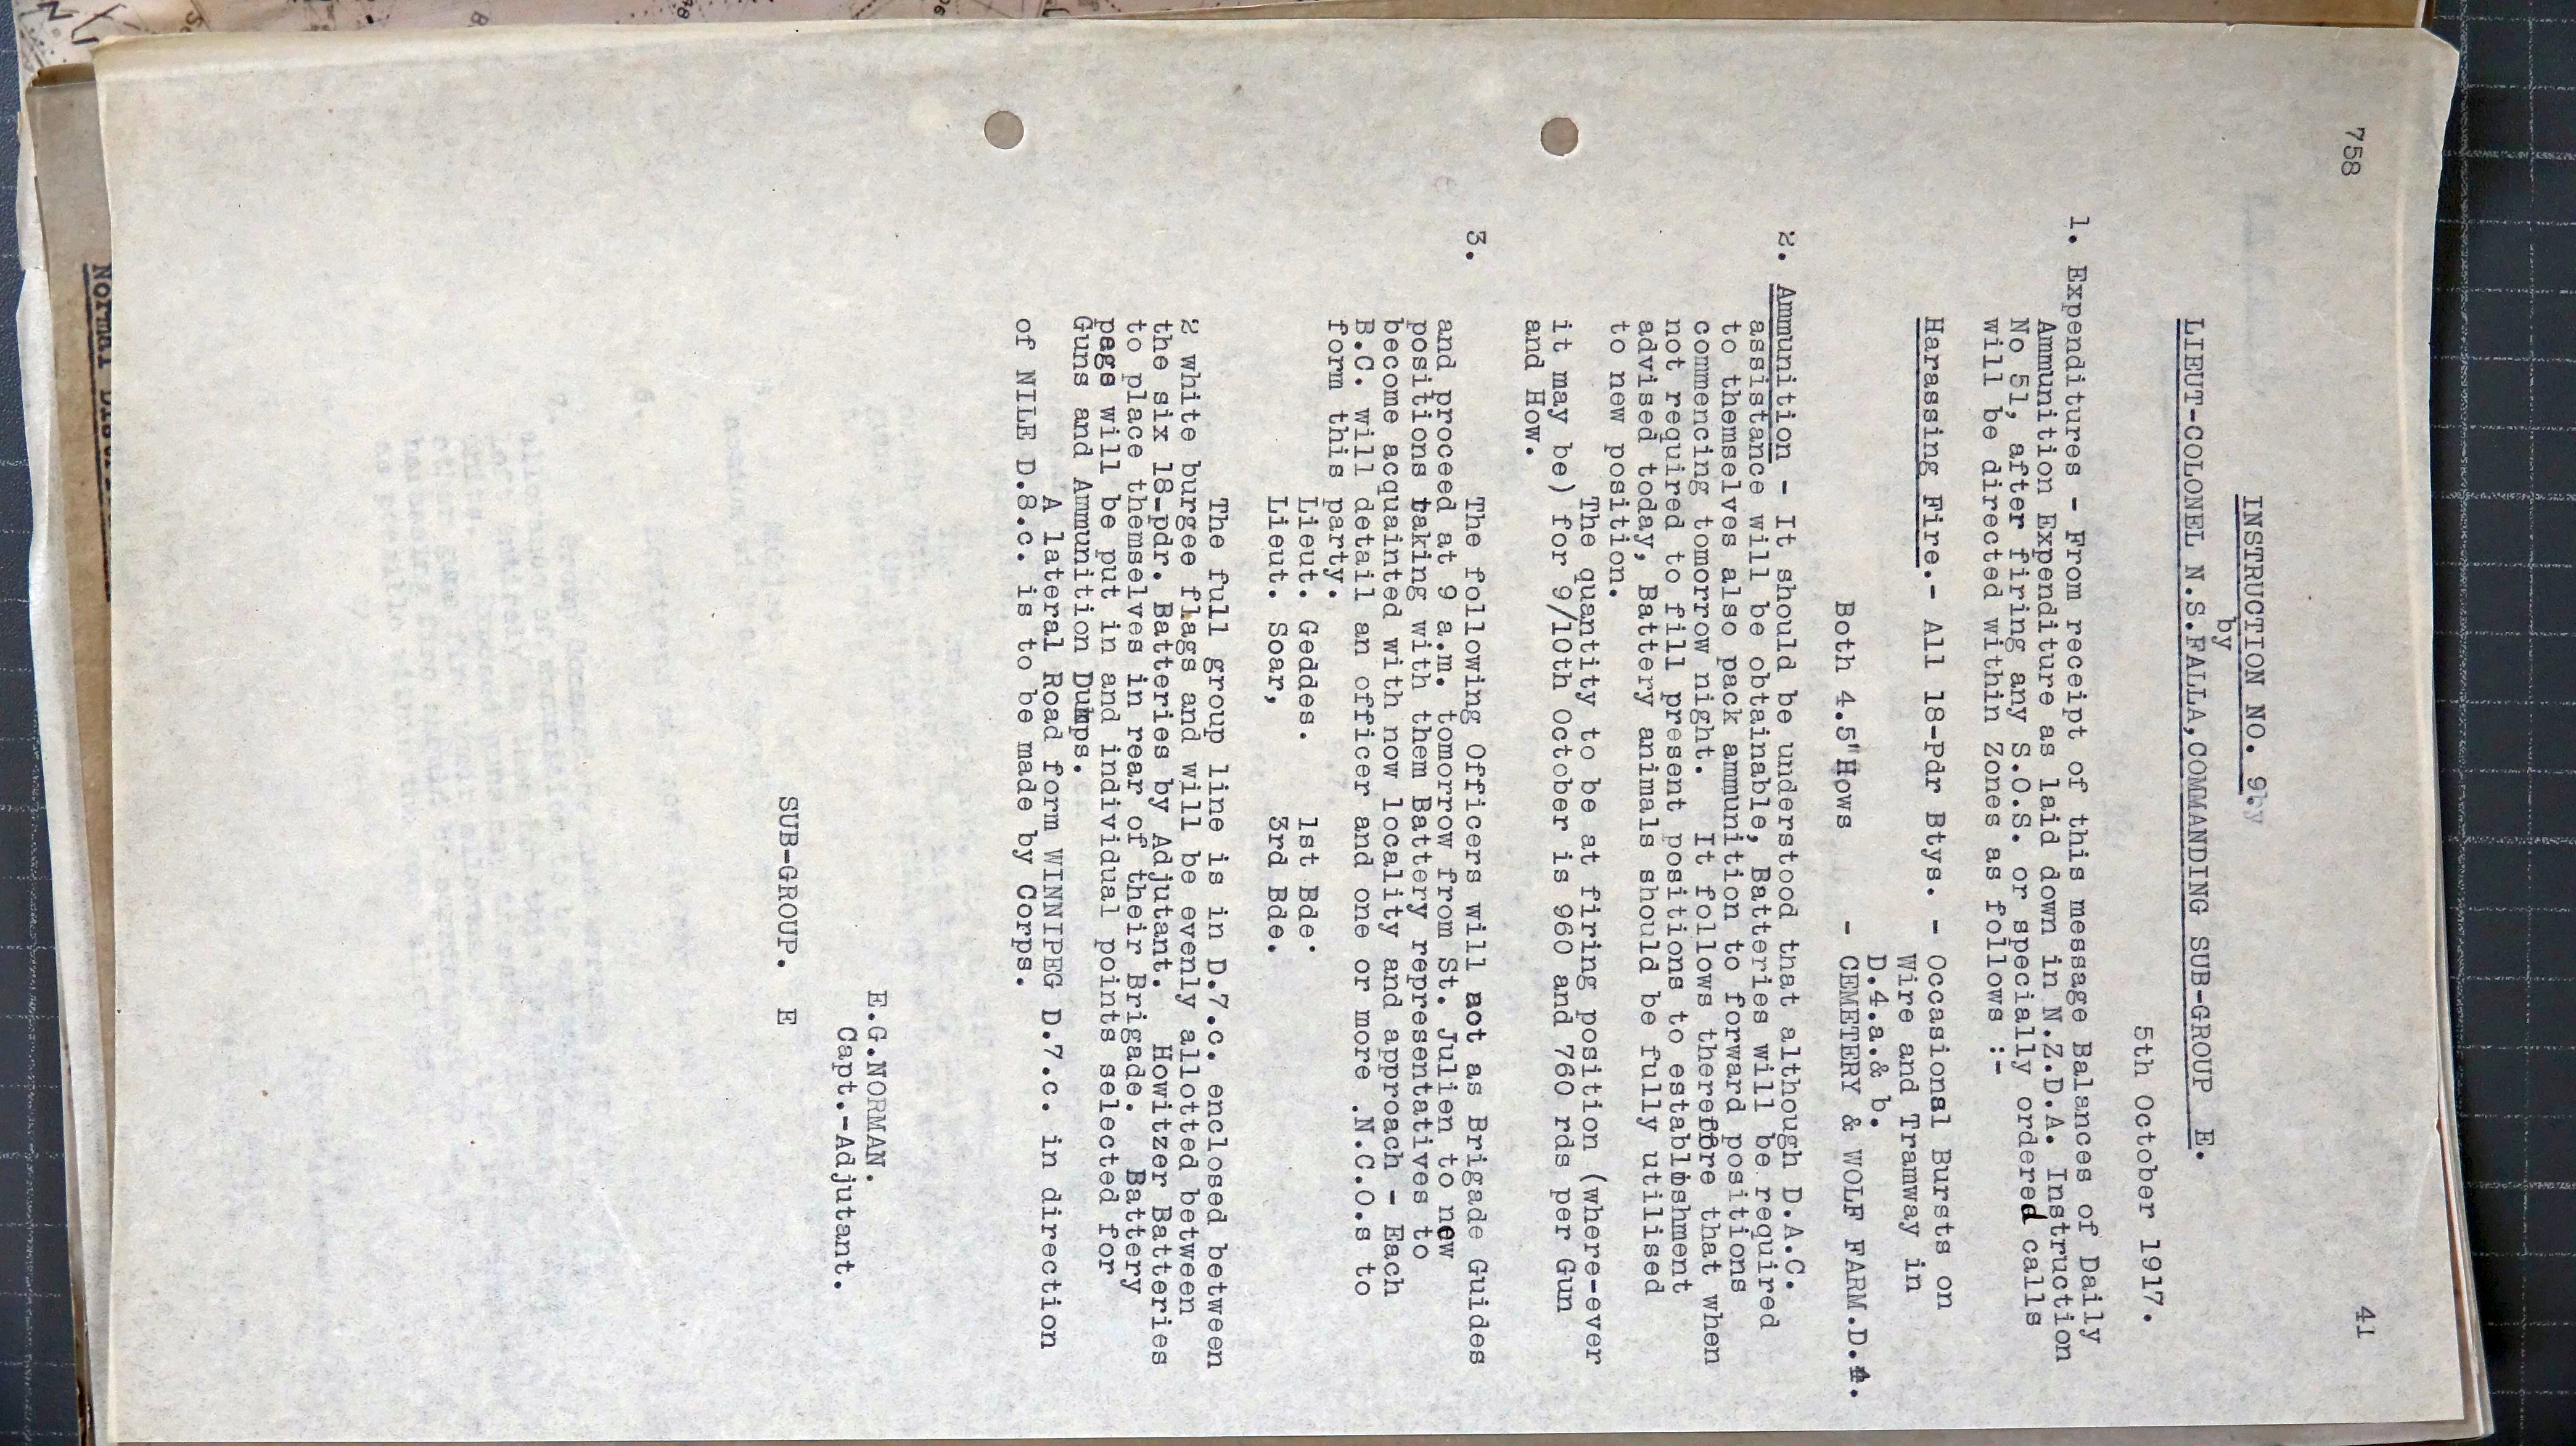 758
41
INSTRUCTION NO. 9
by
LIEUT-COLONEL N.S.FALLA,COMMANDING SUB-GROUP E.
5th October 1917.
1. Expenditures - From receipt of this message Balances of Daily
Ammunition Expenditure as laid down in N.Z.D.A. Instruction
No 51, after firing any S.O.S. or specially ordered calls
will be directed within Zones as follows :-
Harassing Fire.- All 18-Pdr Btys. - Occasional Bursts on
Wire and Tramway in
D.4.a.& b.
Both 4.5"Hows - CEMETERY & WOLF FARM.D.4.
2. Ammunition - It should be understood that although D.A.C.
assistance will be obtainable, Batteries will be required
to themselves also pack ammunition to forward positions
commencing tomorrow night. It follows therefore that when
not required to fill present positions to establishment
advised today, Battery animals should be fully utilised
to new position.
The quantity to be at firing position (where-ever
it may be) for 9/10th October is 960 and 760 rds per Gun
and How.
3. The following Officers will act as Brigade Guides
and proceed at 9 a.m. tomorrow from St. Julien to new
positions taking with them Battery representatives to
become acquainted with now locality and approach - Each
B.C. will detail an officer and one or more .N.C.O.s to
form this party.
Lieut. Geddes. 1st Bde.
Lieut. Soar, 3rd Bde.
The full group line is in D.7.c. enclosed between
2 white burgee flags and will be evenly allotted between
the six 18-pdr. Batteries by Adjutant. Howitzer Batteries
to place themselves in rear of their Brigade. Battery
pegs will be put in and individual points selected for
Guns and Ammunition Dumps.
A lateral Road form WINNIPEG D.7.c. in direction
of NILE D.8.c. is to be made by Corps.
E.G.NORMAN.
Capt.-Adjutant.
SUB-GROUP. E